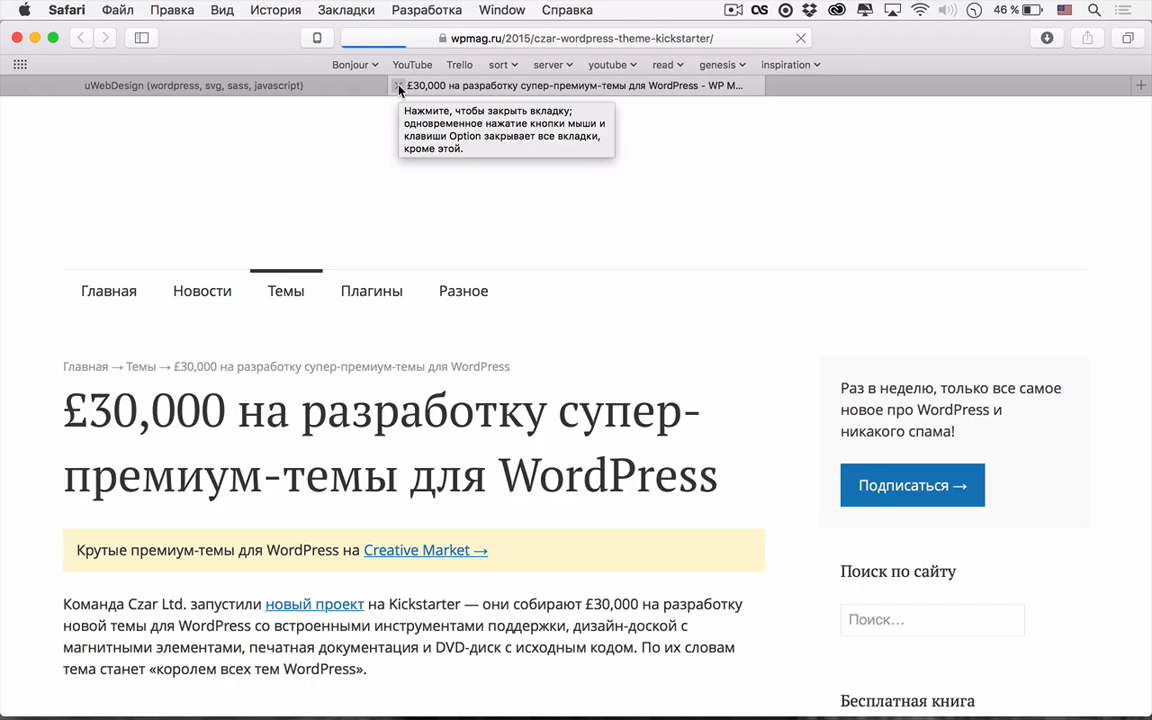 Safari Файл Правка Вид История Закладки Разработка Window Справка 46 %
wpmag.ru/2015/czar-wordpress-theme-kickstarter/
Bonjour YouTube Trello sort server youtube read genesis inspiration
uWebDesign (wordpress, svg, sass, javascript)
£30,000 на разработку супер-премиум-темы для WordPress - WP M...
Нажмите, чтобы закрыть вкладку;
одновременное нажатие кнопки мыши и
клавиши Option закрывает все вкладки,
кроме этой.
Главная Новости Темы Плагины Разное
Главная → Темы → £30,000 на разработку супер-премиум-темы для WordPress
£30,000 на разработку супер-
премиум-темы для WordPress
Крутые премиум-темы для WordPress на Creative Market →
Команда Czar Ltd. запустили новый проект на Kickstarter — они собирают £30,000 на разработку
новой темы для WordPress со встроенными инструментами поддержки, дизайн-доской с
магнитными элементами, печатная документация и DVD-диск с исходным кодом. По их словам
тема станет «королем всех тем WordPress».
Раз в неделю, только все самое
новое про WordPress и
никакого спама!
Подписаться →
Поиск по сайту
Поиск...
Бесплатная книга